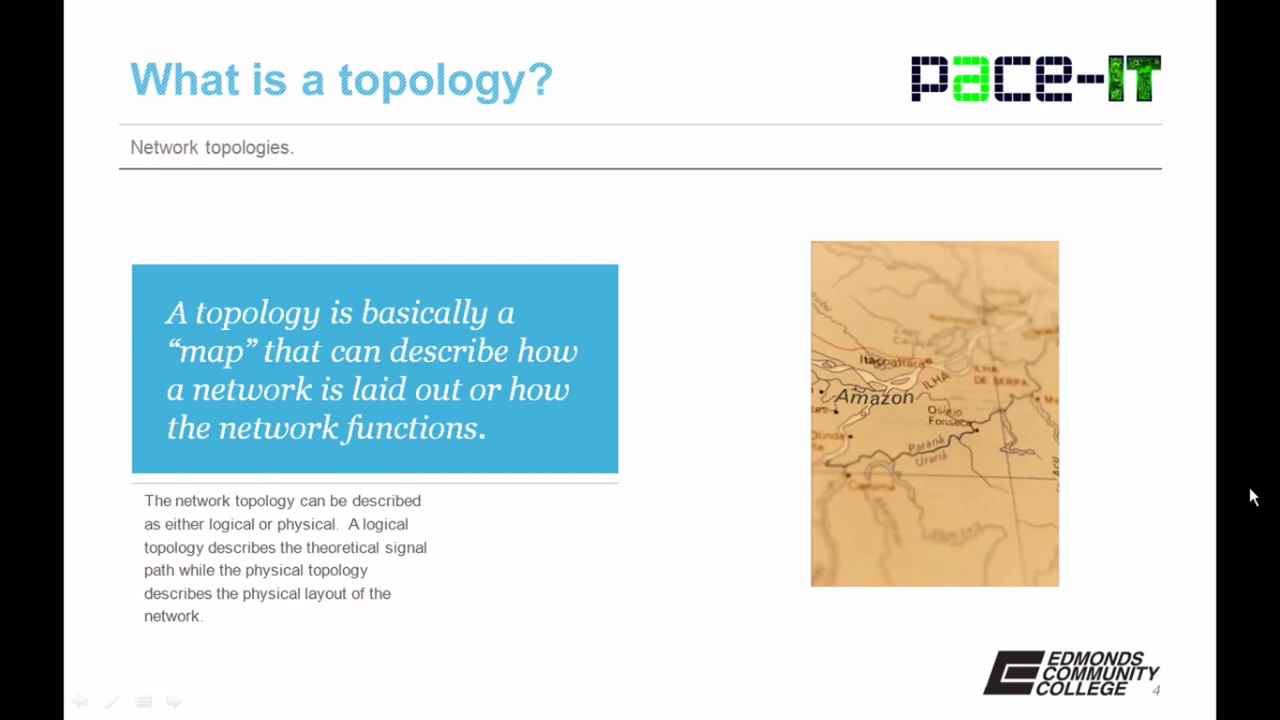 What is a topology?
pace-IT
Network topologies.
A topology is basically a
“map” that can describe how
a network is laid out or how
the network functions.
The network topology can be described
as either logical or physical.  A logical
topology describes the theoretical signal
path while the physical topology
describes the physical layout of the
network.
Itacoatiara
ILHA
ILHA
DE SERPA
Amazon
Osório
Fonseca
Paraná
Urariá
EDMONDS
COMMUNITY
COLLEGE
4